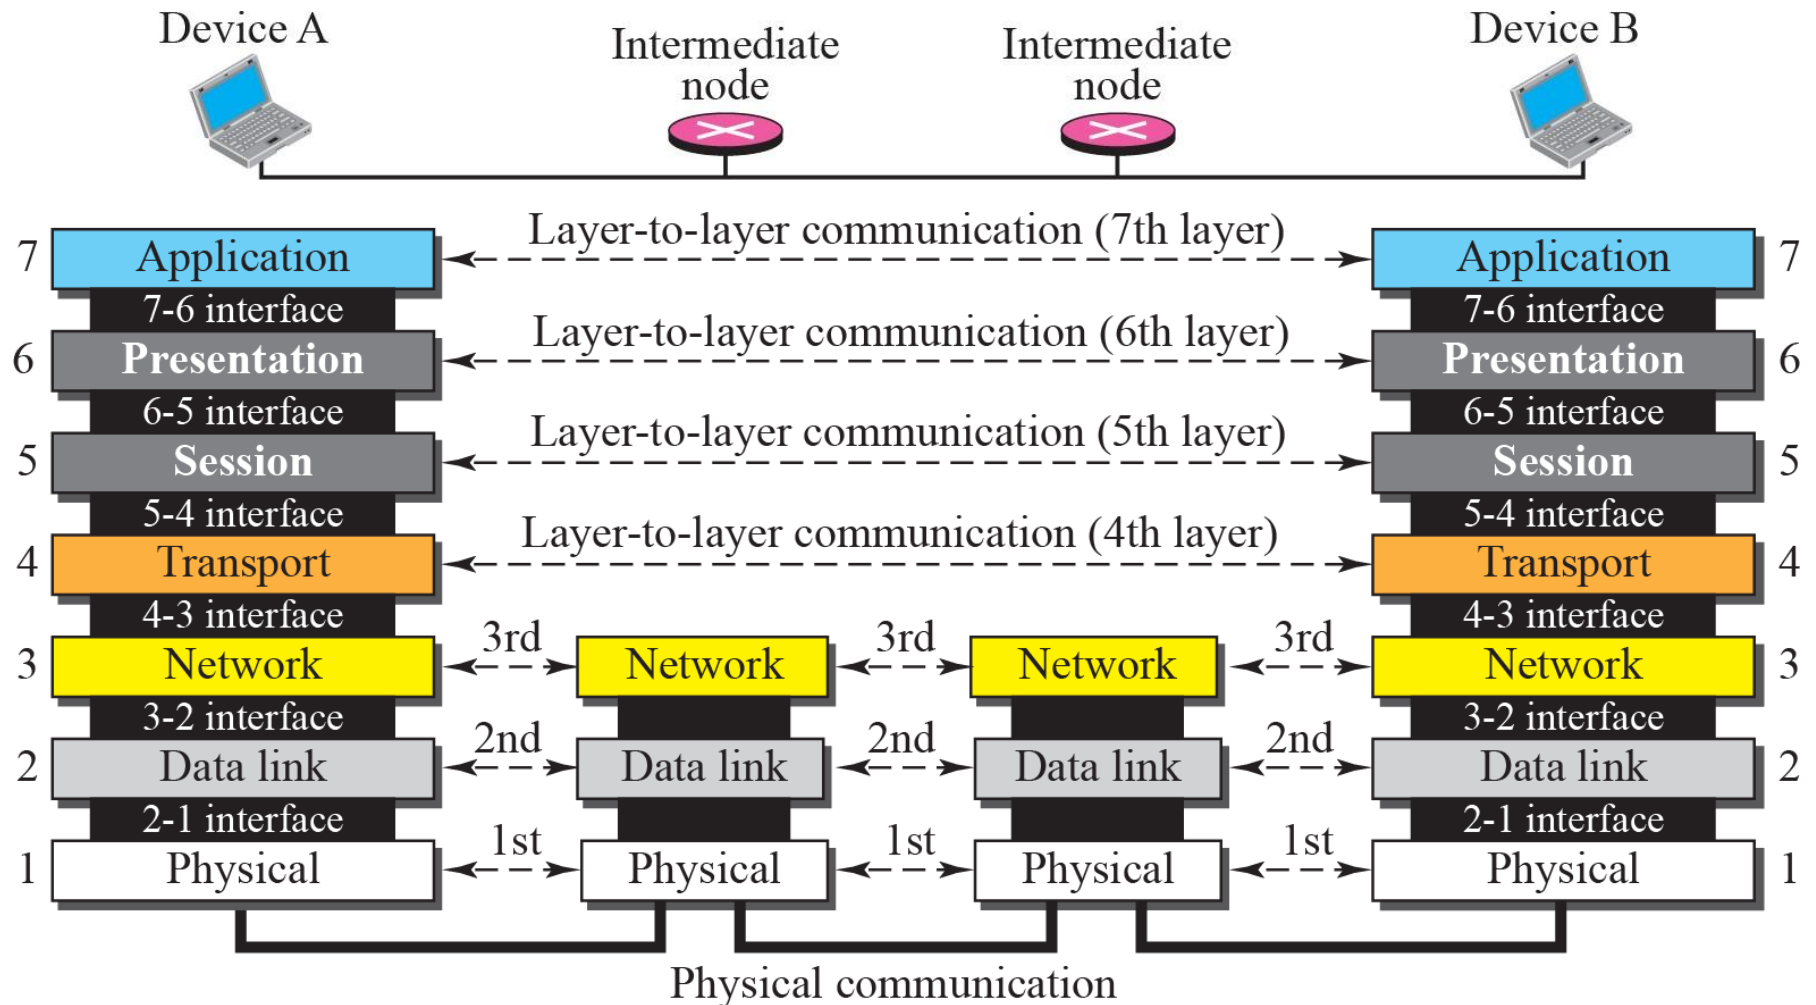 Device A
Intermediate
node
Intermediate
node
Device B
Layer-to-layer communication (7th layer)
7 Application Application 7
7-6 interface 7-6 interface
Layer-to-layer communication (6th layer)
6 Presentation Presentation 6
6-5 interface 6-5 interface
Layer-to-layer communication (5th layer)
5 Session Session 5
5-4 interface 5-4 interface
Layer-to-layer communication (4th layer)
4 Transport Transport 4
4-3 interface 4-3 interface
3rd 3rd 3rd
3 Network Network Network Network 3
3-2 interface 3-2 interface
2nd 2nd 2nd
2 Data link Data link Data link Data link 2
2-1 interface 2-1 interface
1st 1st 1st
1 Physical Physical Physical Physical 1
Physical communication